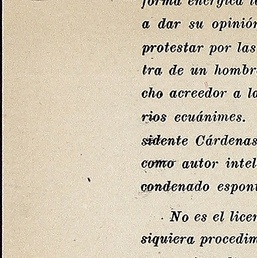 forma enérgica
a dar su opinión
protestar por las
tra de un hombr
cho acreedor a l
rios ecuánimes.
sidente Cárdenas
como autor intel
condenado espont
No es el licen
siquiera procedim